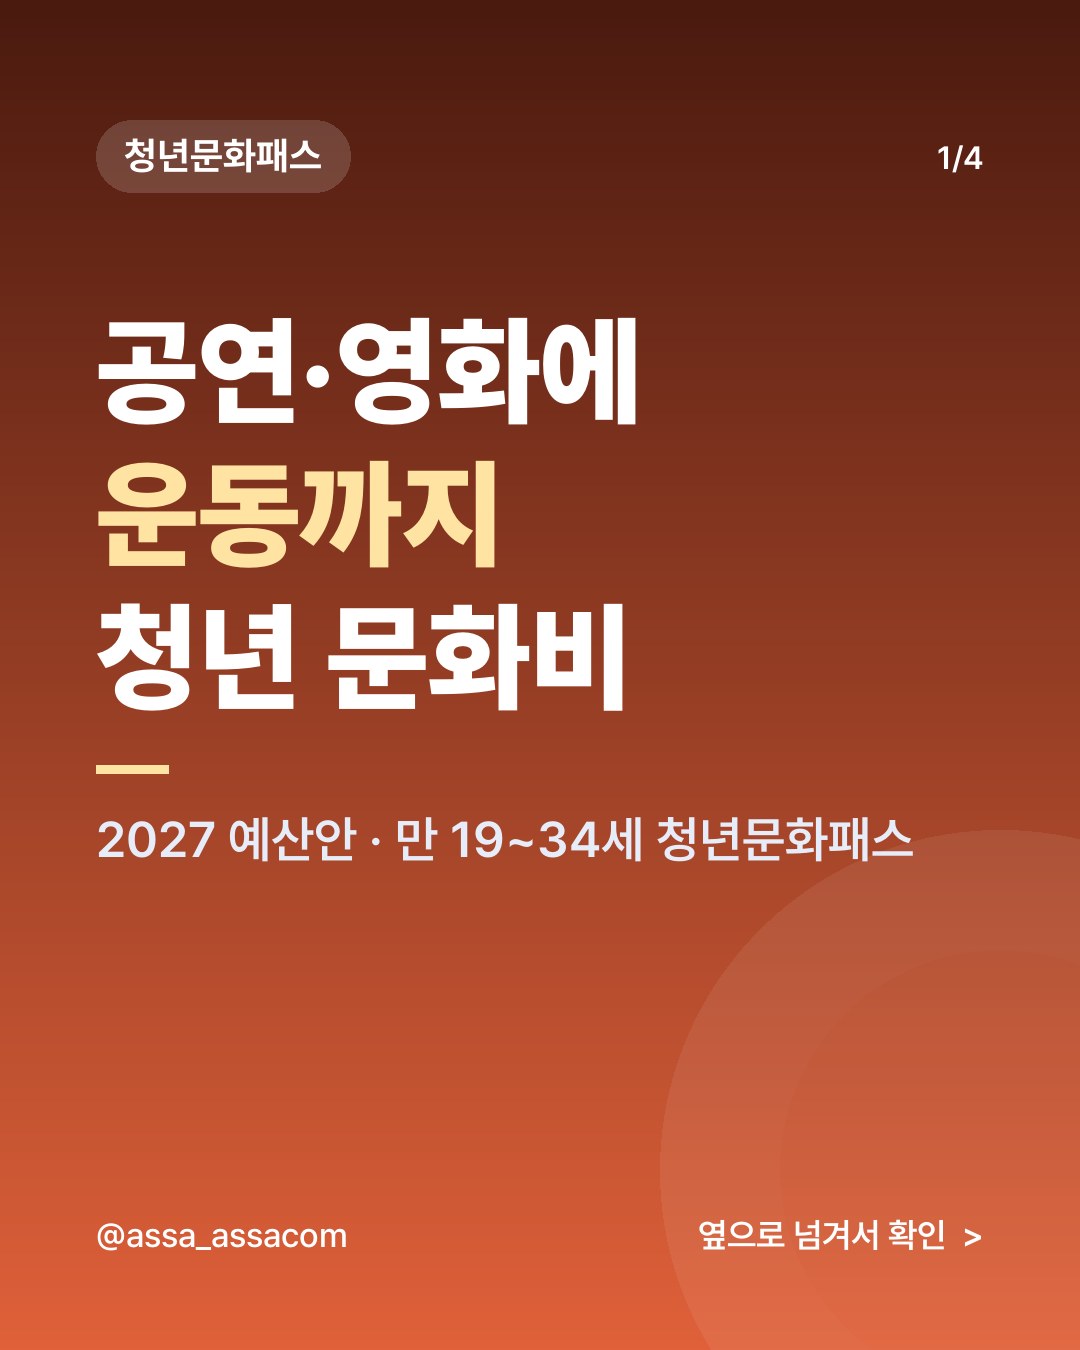 청년문화패스
1/4
공연·영화에
운동까지
청년 문화비
2027 예산안 · 만 19~34세 청년문화패스
@assa_assacom
옆으로 넘겨서 확인 >